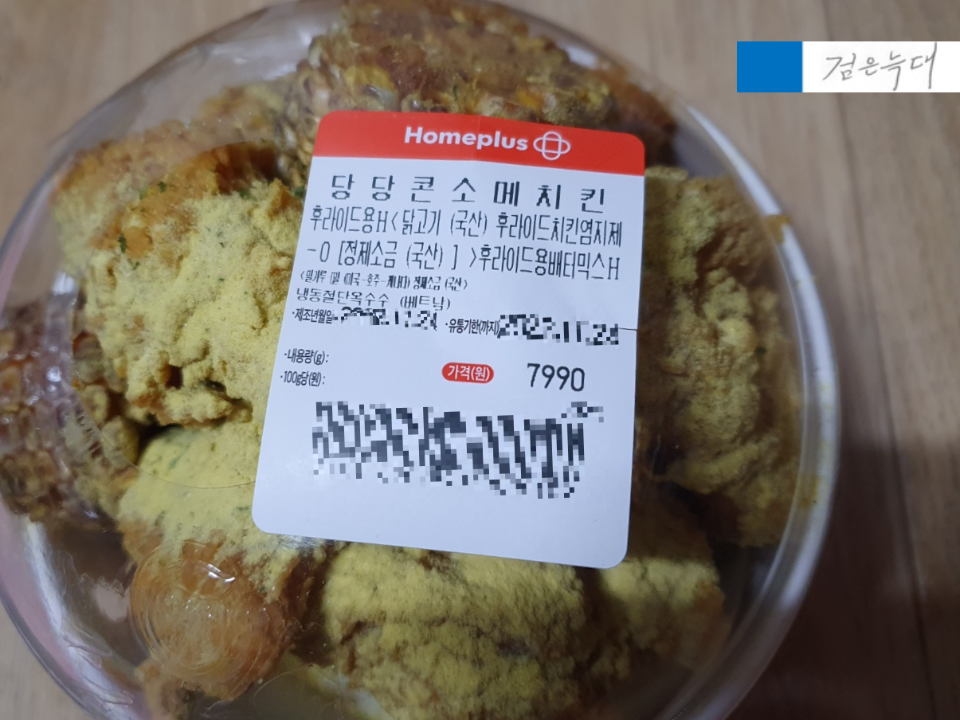 검은늑대
Homeplus
당당콘소메치킨
후라이드용H<닭고기 (국산) 후라이드치킨염지제
-0 [정제소금 (국산) ] >후라이드용배터믹스H
냉동절단옥수수 (베트남)
·제조년월일: ·유통기한(까지)
·내용량(g):
·100g당(원): 가격(원) 7990